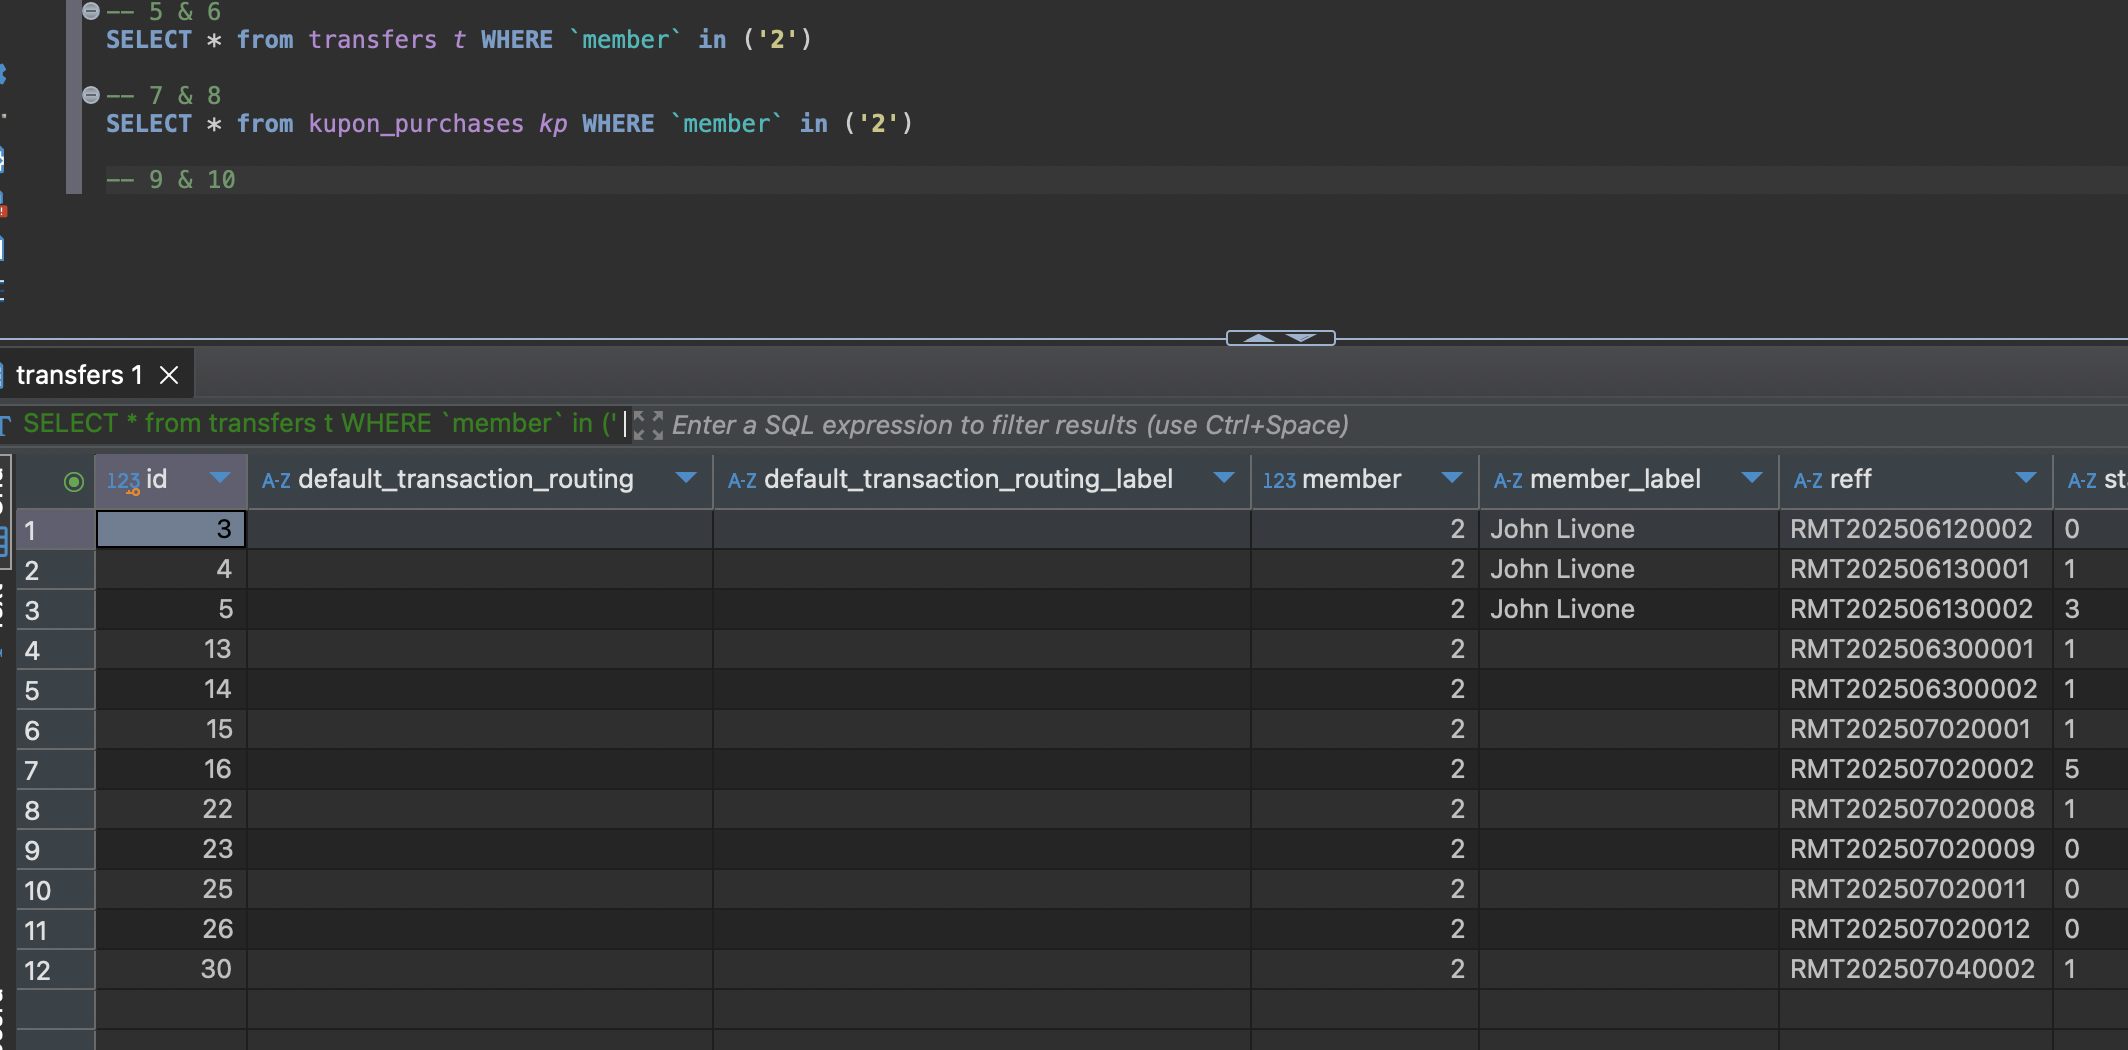 -- 5 & 6
SELECT * from transfers t WHERE `member` in ('2')
-- 7 & 8
SELECT * from kupon_purchases kp WHERE `member` in ('2')
-- 9 & 10
transfers 1
SELECT * from transfers t WHERE `member` in (' Enter a SQL expression to filter results (use Ctrl+Space)
123 id A-Z default_transaction_routing A-Z default_transaction_routing_label 123 member A-Z member_label A-Z reff A-Z st
1 3 2 John Livone RMT202506120002 0
2 4 2 John Livone RMT202506130001 1
3 5 2 John Livone RMT202506130002 3
4 13 2 RMT202506300001 1
5 14 2 RMT202506300002 1
6 15 2 RMT202507020001 1
7 16 2 RMT202507020002 5
8 22 2 RMT202507020008 1
9 23 2 RMT202507020009 0
10 25 2 RMT202507020011 0
11 26 2 RMT202507020012 0
12 30 2 RMT202507040002 1